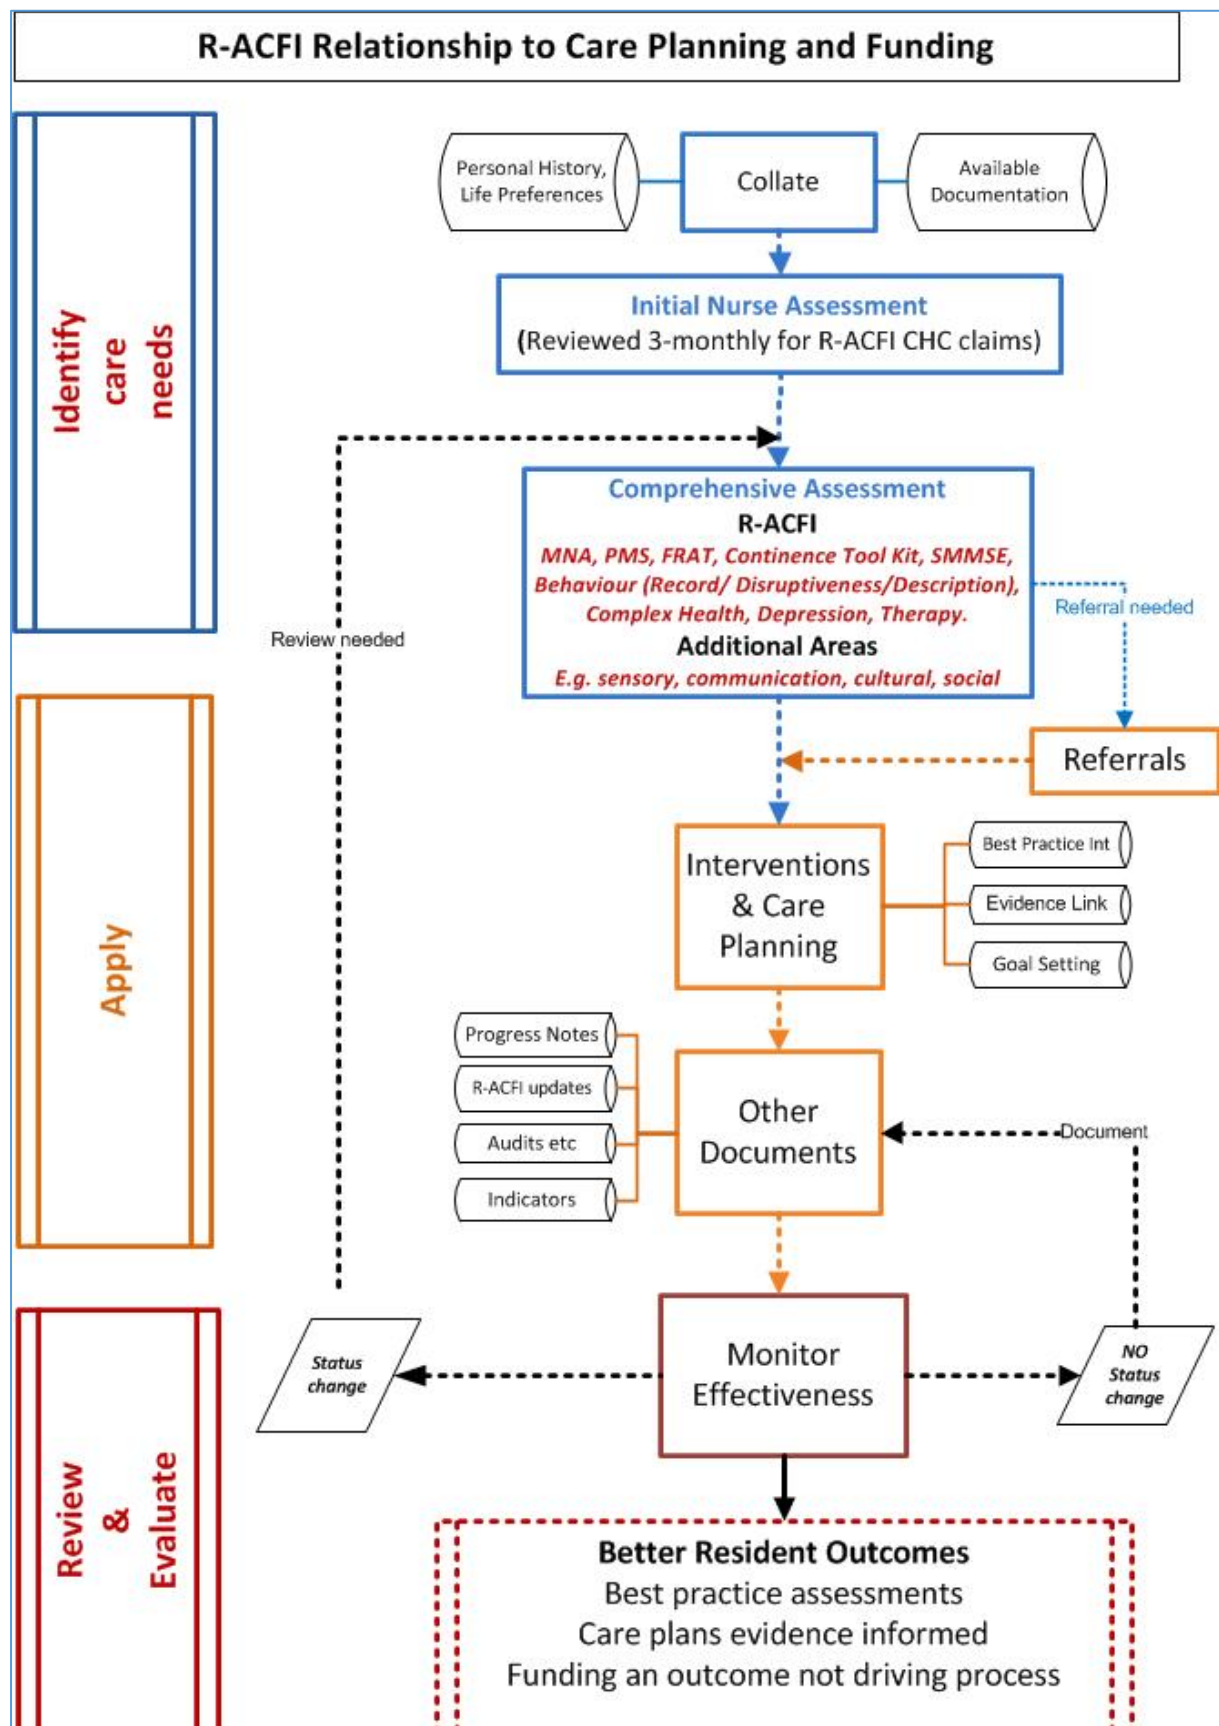 R-ACFI Relationship to Care Planning and Funding
Identify
care
needs
Personal History,
Life Preferences
Collate
Available
Documentation
Initial Nurse Assessment
(Reviewed 3-monthly for R-ACFI CHC claims)
Comprehensive Assessment
R-ACFI
MNA, PMS, FRAT, Continence Tool Kit, SMMSE,
Behaviour (Record/ Disruptiveness/Description),
Complex Health, Depression, Therapy.
Additional Areas
E.g. sensory, communication, cultural, social
Referral needed
Review needed
Referrals
Apply
Interventions
& Care
Planning
Best Practice Int
Evidence Link
Goal Setting
Progress Notes
R-ACFI updates
Audits etc
Indicators
Other
Documents
Document
Review
&
Evaluate
Status
change
Monitor
Effectiveness
NO
Status
change
Better Resident Outcomes
Best practice assessments
Care plans evidence informed
Funding an outcome not driving process